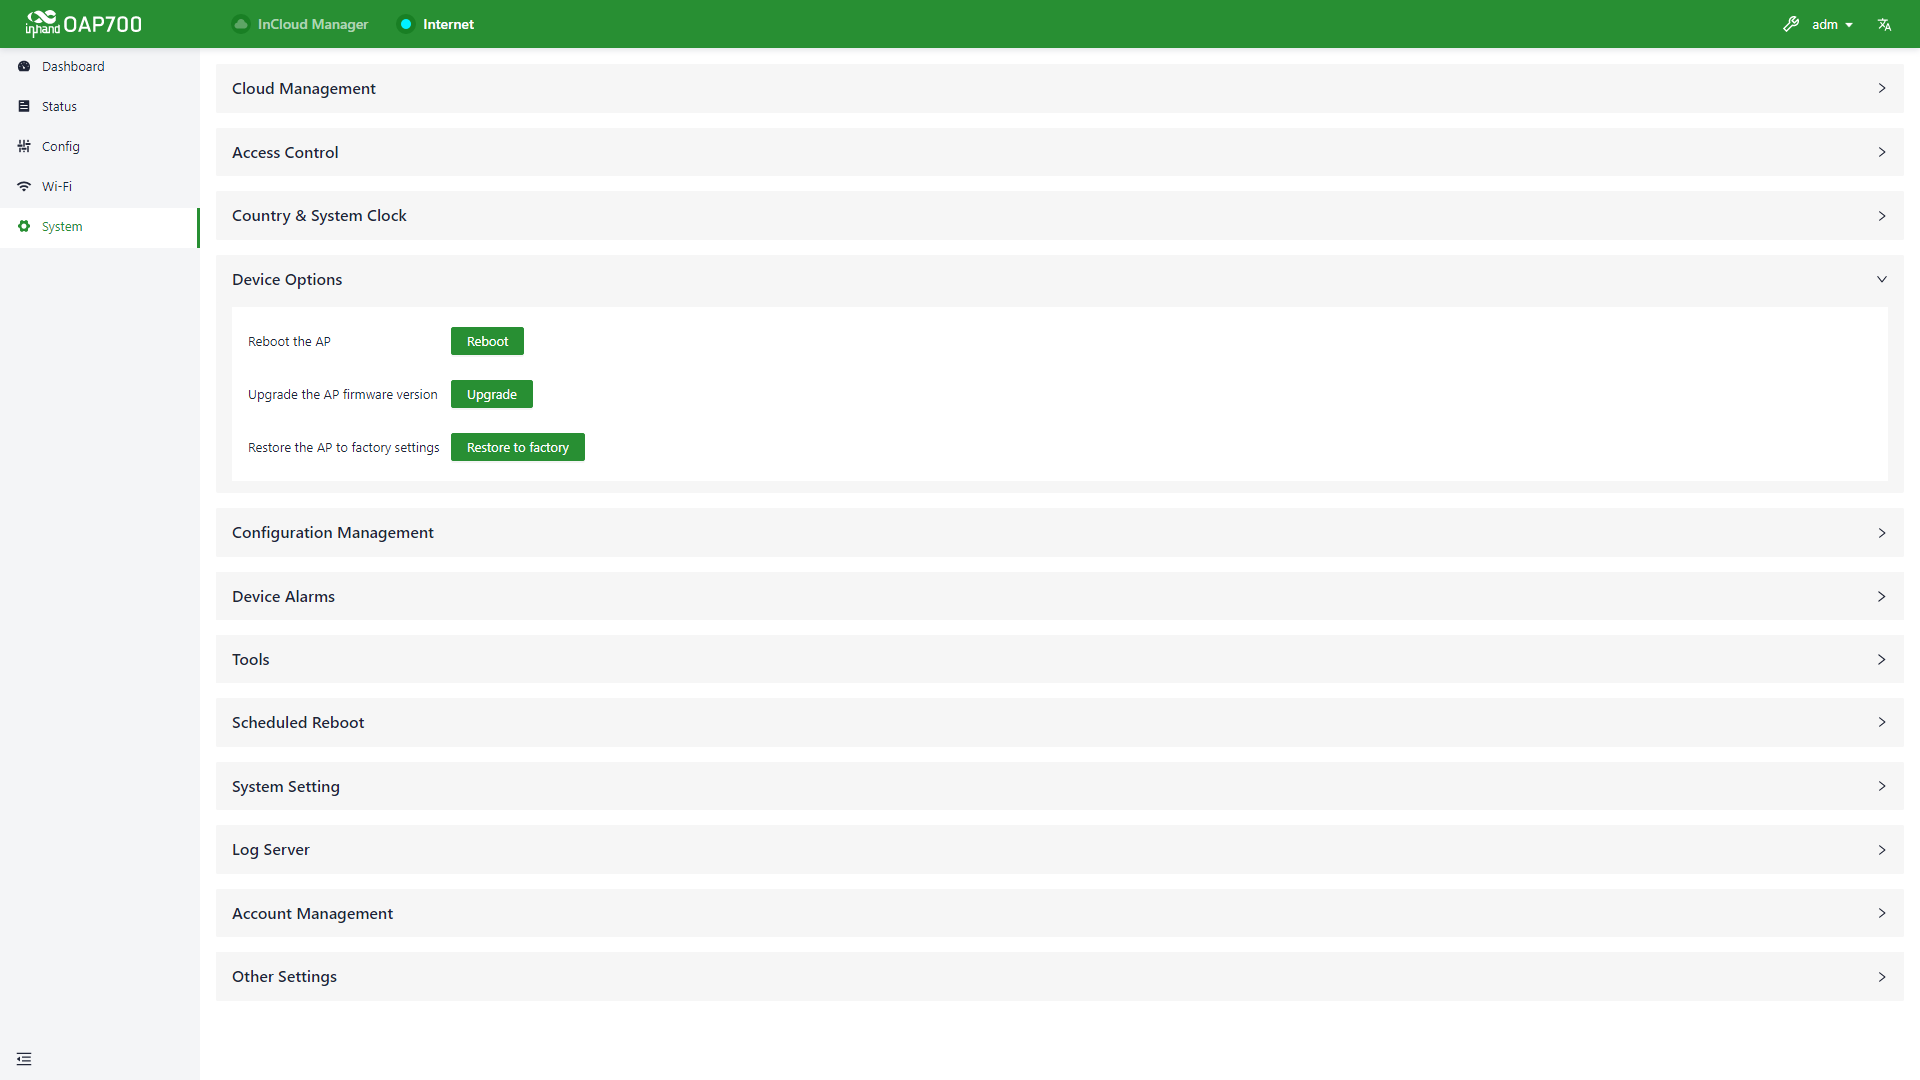 inhand OAP700
InCloud Manager
Internet
adm
Dashboard
Status
Config
Wi-Fi
System
Cloud Management
Access Control
Country & System Clock
Device Options
Reboot the AP Reboot
Upgrade the AP firmware version Upgrade
Restore the AP to factory settings Restore to factory
Configuration Management
Device Alarms
Tools
Scheduled Reboot
System Setting
Log Server
Account Management
Other Settings